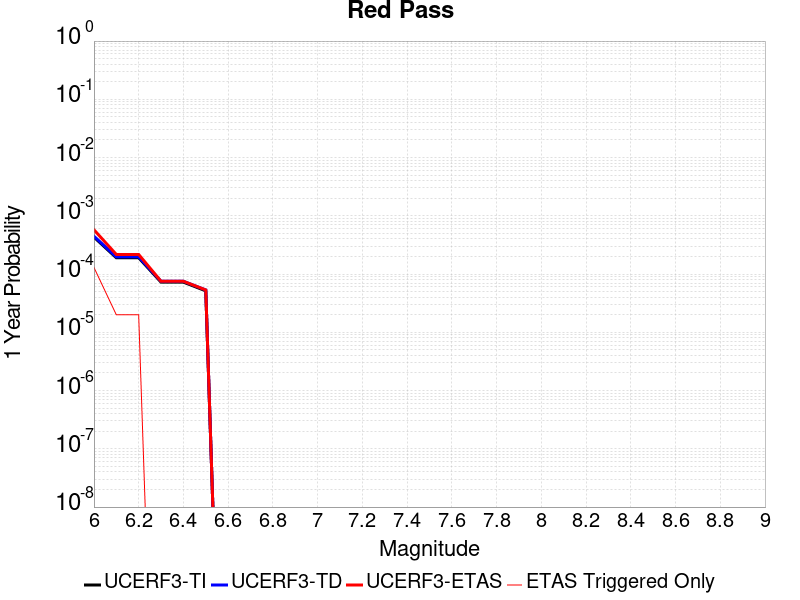 Red Pass
10^0
10^-1
10^-2
10^-3
10^-4
10^-5
10^-6
10^-7
10^-8
1 Year Probability
6 6.2 6.4 6.6 6.8 7 7.2 7.4 7.6 7.8 8 8.2 8.4 8.6 8.8 9
Magnitude
UCERF3-TI UCERF3-TD UCERF3-ETAS ETAS Triggered Only